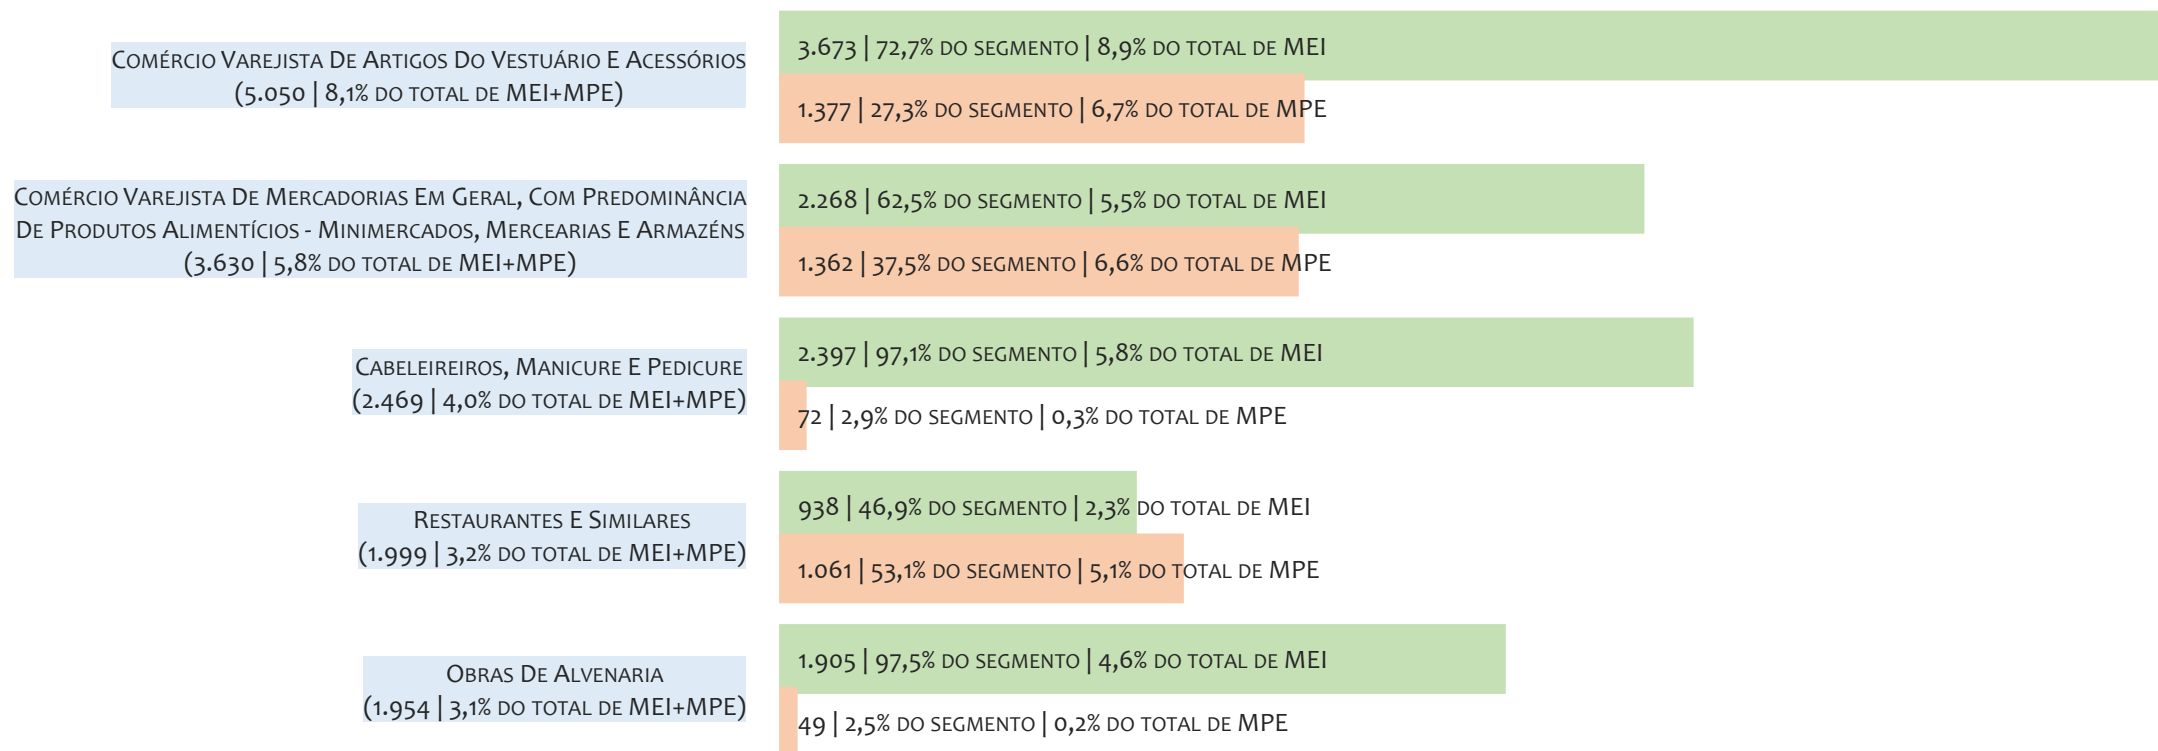 Comércio Varejista De Artigos Do Vestuário E Acessórios
(5.050 | 8,1% do total de MEI+MPE)
3.673 | 72,7% do segmento | 8,9% do total de MEI
1.377 | 27,3% do segmento | 6,7% do total de MPE
Comércio Varejista De Mercadorias Em Geral, Com Predominância
De Produtos Alimentícios - Minimercados, Mercearias E Armazéns
(3.630 | 5,8% do total de MEI+MPE)
2.268 | 62,5% do segmento | 5,5% do total de MEI
1.362 | 37,5% do segmento | 6,6% do total de MPE
Cabeleireiros, Manicure E Pedicure
(2.469 | 4,0% do total de MEI+MPE)
2.397 | 97,1% do segmento | 5,8% do total de MEI
72 | 2,9% do segmento | 0,3% do total de MPE
Restaurantes E Similares
(1.999 | 3,2% do total de MEI+MPE)
938 | 46,9% do segmento | 2,3% do total de MEI
1.061 | 53,1% do segmento | 5,1% do total de MPE
Obras De Alvenaria
(1.954 | 3,1% do total de MEI+MPE)
1.905 | 97,5% do segmento | 4,6% do total de MEI
49 | 2,5% do segmento | 0,2% do total de MPE